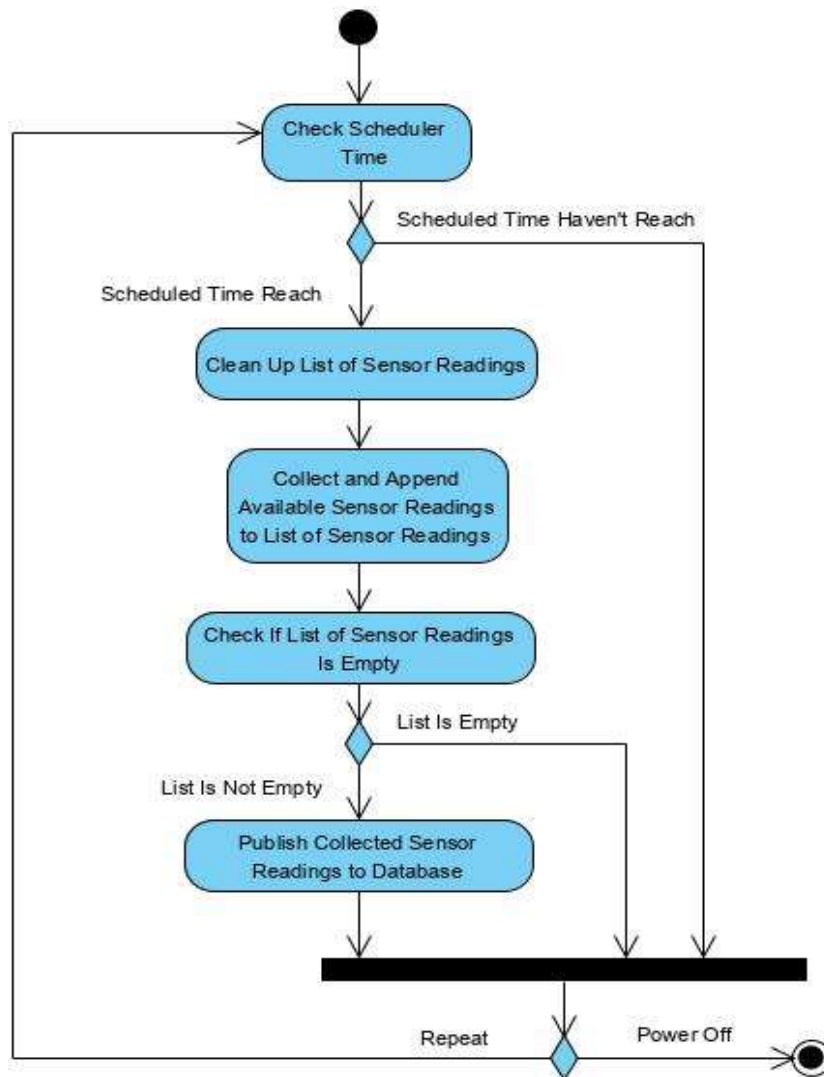 Check Scheduler
Time
Scheduled Time Haven't Reach
Scheduled Time Reach
Clean Up List of Sensor Readings
Collect and Append
Available Sensor Readings
to List of Sensor Readings
Check If List of Sensor Readings
Is Empty
List Is Empty
List Is Not Empty
Publish Collected Sensor
Readings to Database
Repeat
Power Off